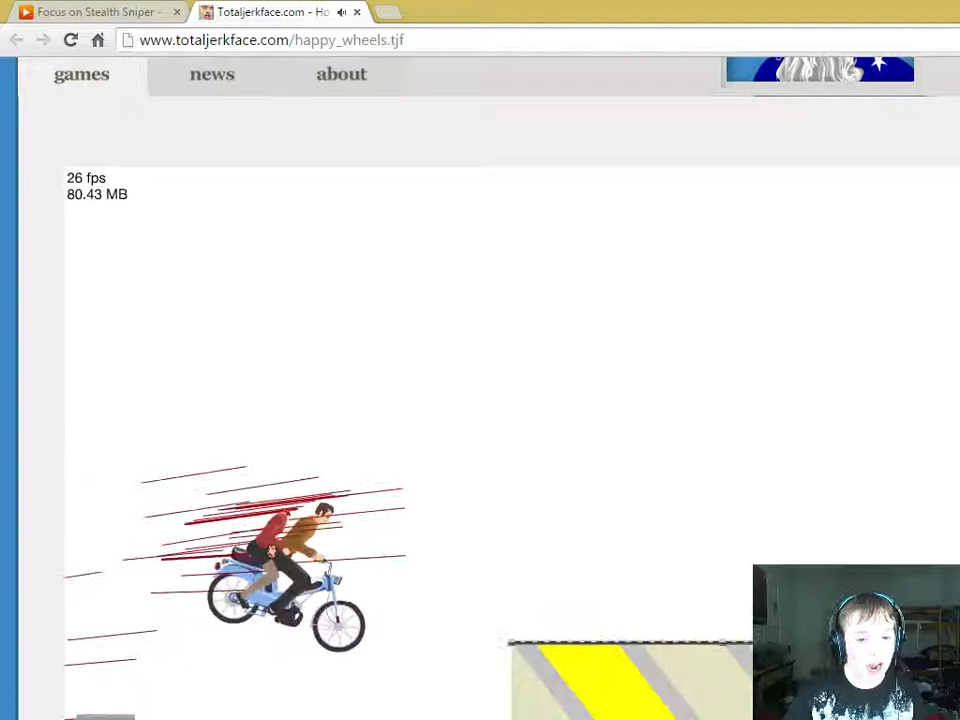 Focus on Stealth Sniper -
Totaljerkface.com - Ho
www.totaljerkface.com/happy_wheels.tjf
games news about
26 fps
80.43 MB